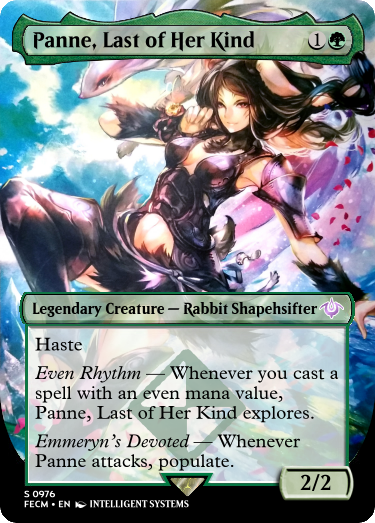 Panne, Last of Her Kind 1
Legendary Creature — Rabbit Shapehsifter
Haste
Even Rhythm — Whenever you cast a
spell with an even mana value,
Panne, Last of Her Kind explores.
Emmeryn's Devoted — Whenever
Panne attacks, populate.
2/2
S 0976
FECM • EN INTELLIGENT SYSTEMS